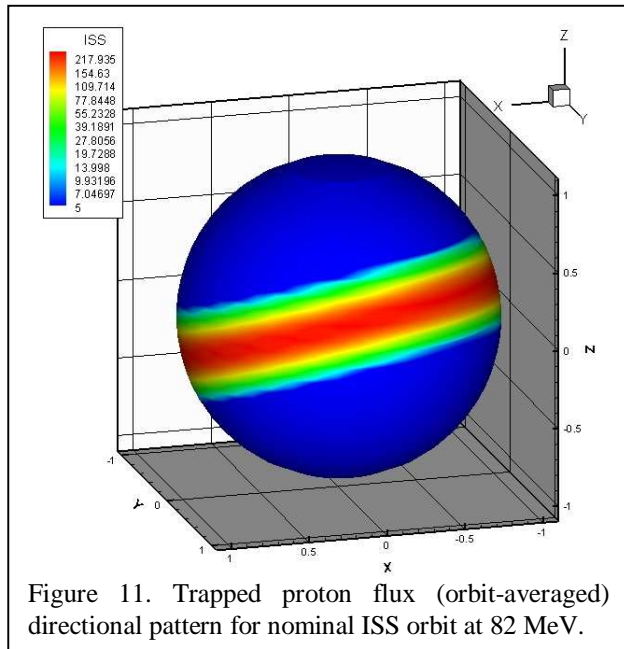 ISS
217.935
154.63
109.714
77.8448
55.2328
39.1891
27.8056
19.7288
13.998
9.93196
7.04697
5
Z
X
Y
1
0.5
0
Z
-0.5
-1
-1
Y
0
1
1
0.5
0
-0.5
-1
X
Figure 11. Trapped proton flux (orbit-averaged)
directional pattern for nominal ISS orbit at 82 MeV.